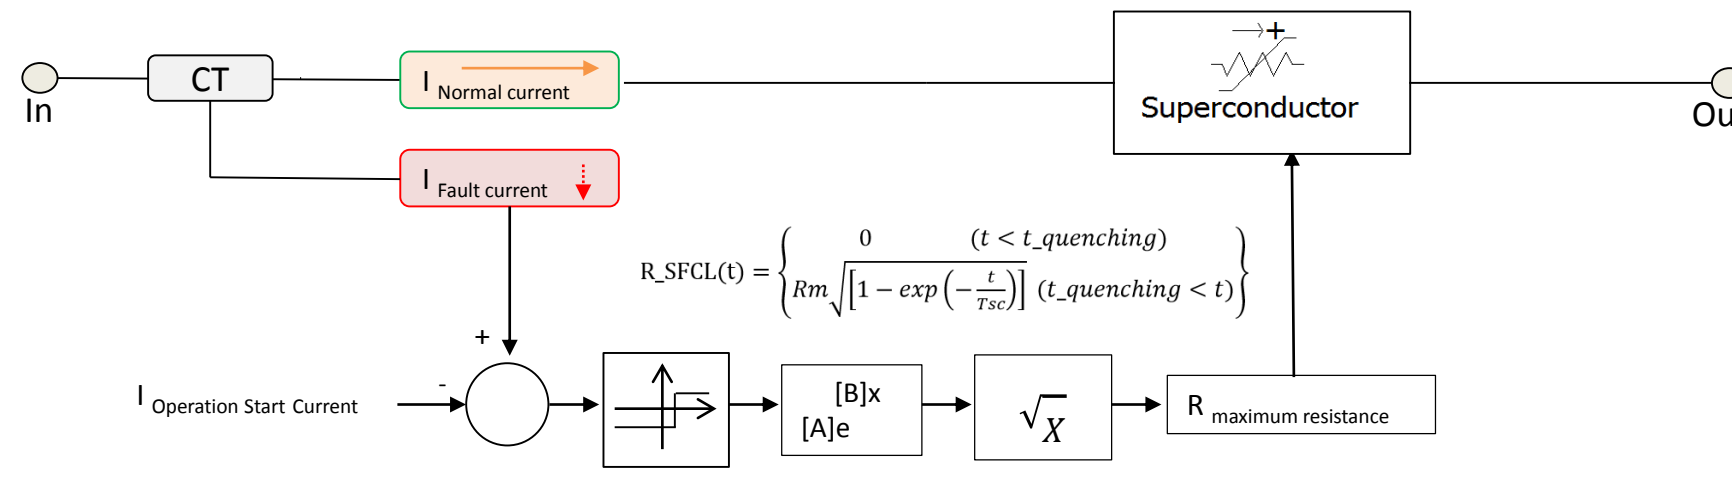 In
CT
I Normal current
Superconductor
Ou
I Fault current
R_SFCL(t) = { 0 (t < t_quenching)
Rm√[1 − exp(−t/Tsc)] (t_quenching < t) }
+
-
I Operation Start Current
[B]x
[A]e
√X
R maximum resistance